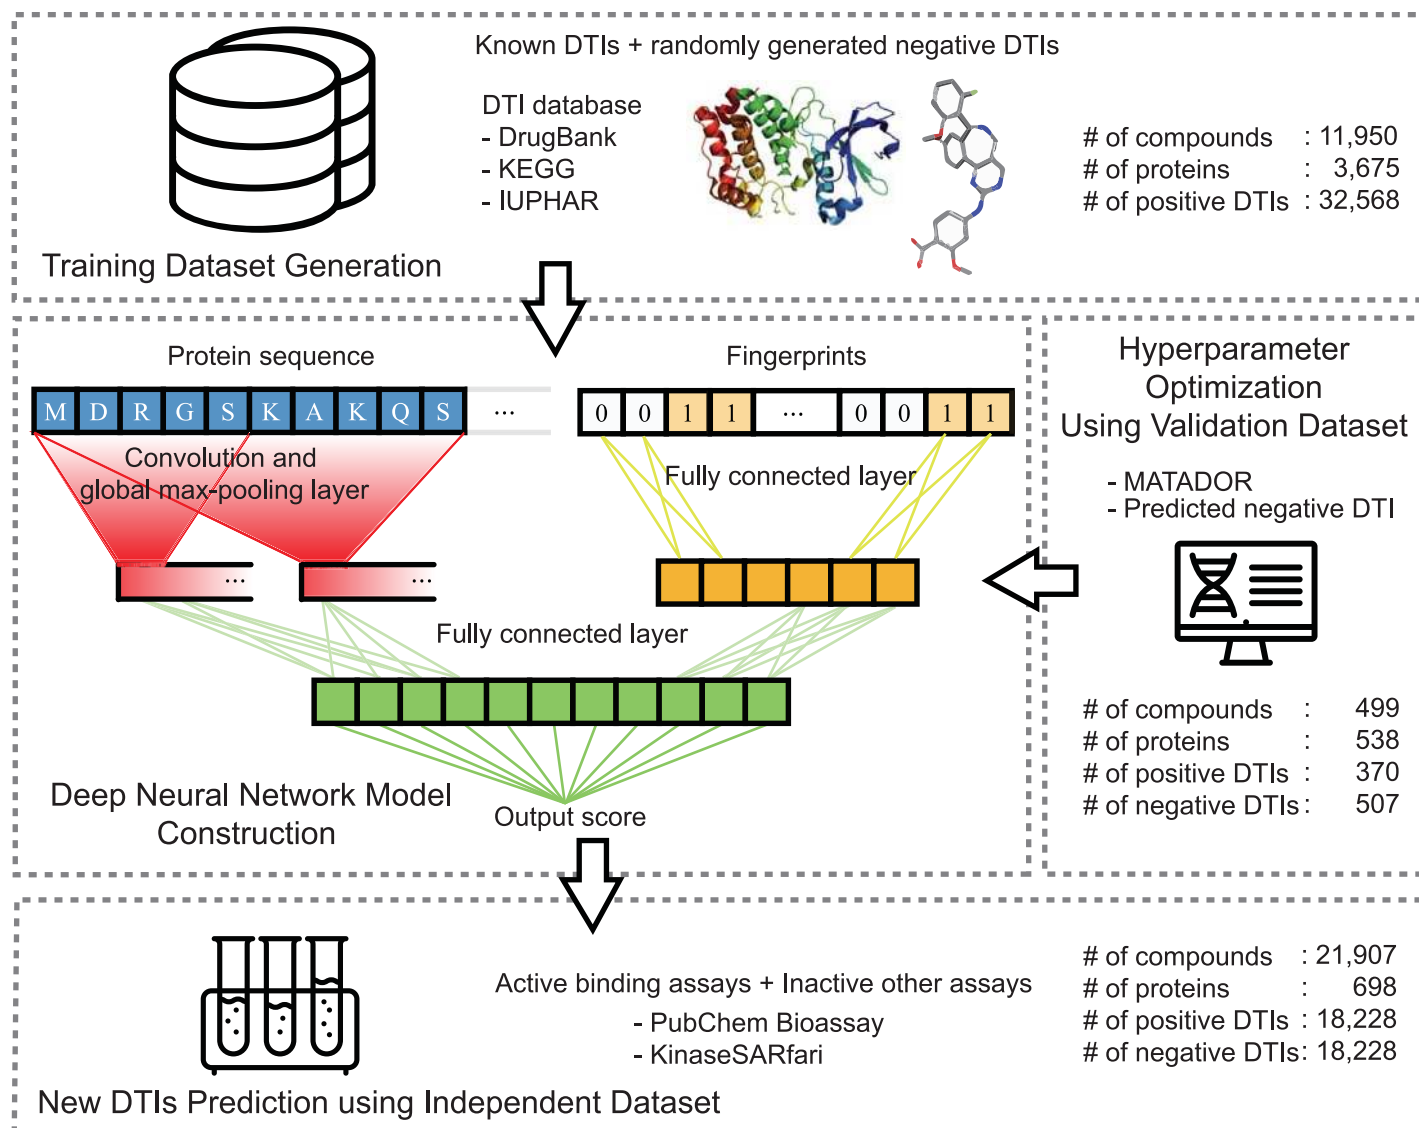 Known DTIs + randomly generated negative DTIs
DTI database
- DrugBank
- KEGG
- IUPHAR
# of compounds : 11,950
# of proteins : 3,675
# of positive DTIs : 32,568
Training Dataset Generation
Protein sequence
M D R G S K A K Q S ...
Convolution and
global max-pooling layer
... ...
Fingerprints
0 0 1 1 ... 0 0 1 1
Fully connected layer
Fully connected layer
Output score
Deep Neural Network Model
Construction
Hyperparameter
Optimization
Using Validation Dataset
- MATADOR
- Predicted negative DTI
# of compounds : 499
# of proteins : 538
# of positive DTIs : 370
# of negative DTIs : 507
Active binding assays + Inactive other assays
- PubChem Bioassay
- KinaseSARfari
# of compounds : 21,907
# of proteins : 698
# of positive DTIs : 18,228
# of negative DTIs : 18,228
New DTIs Prediction using Independent Dataset